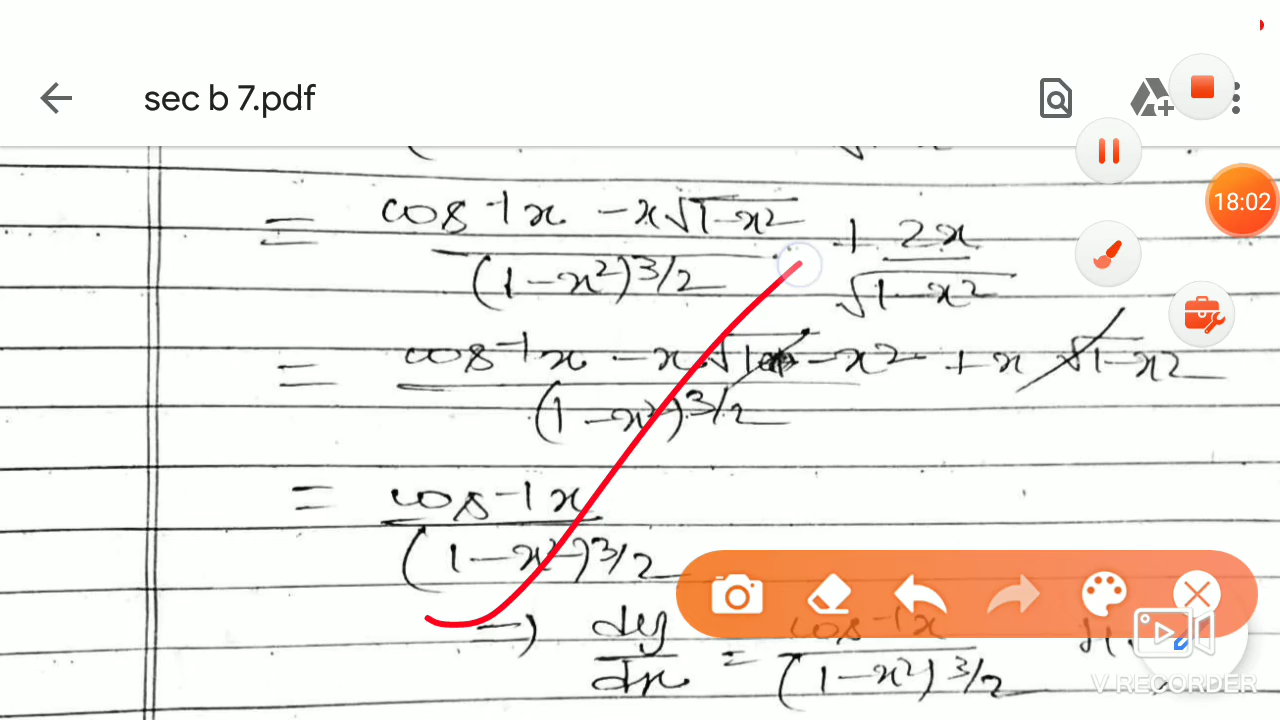 sec b 7.pdf
18:02
= cos-1x -x√1-x2 / (1-x2)3/2 + 2x / √1-x2
= cos-1x - x√1-x2 + x √1-x2 / (1-x2)3/2
= cos-1x / (1-x2)3/2
=) dy/dx = cos-1x / (1-x2)3/2
V RECORDER